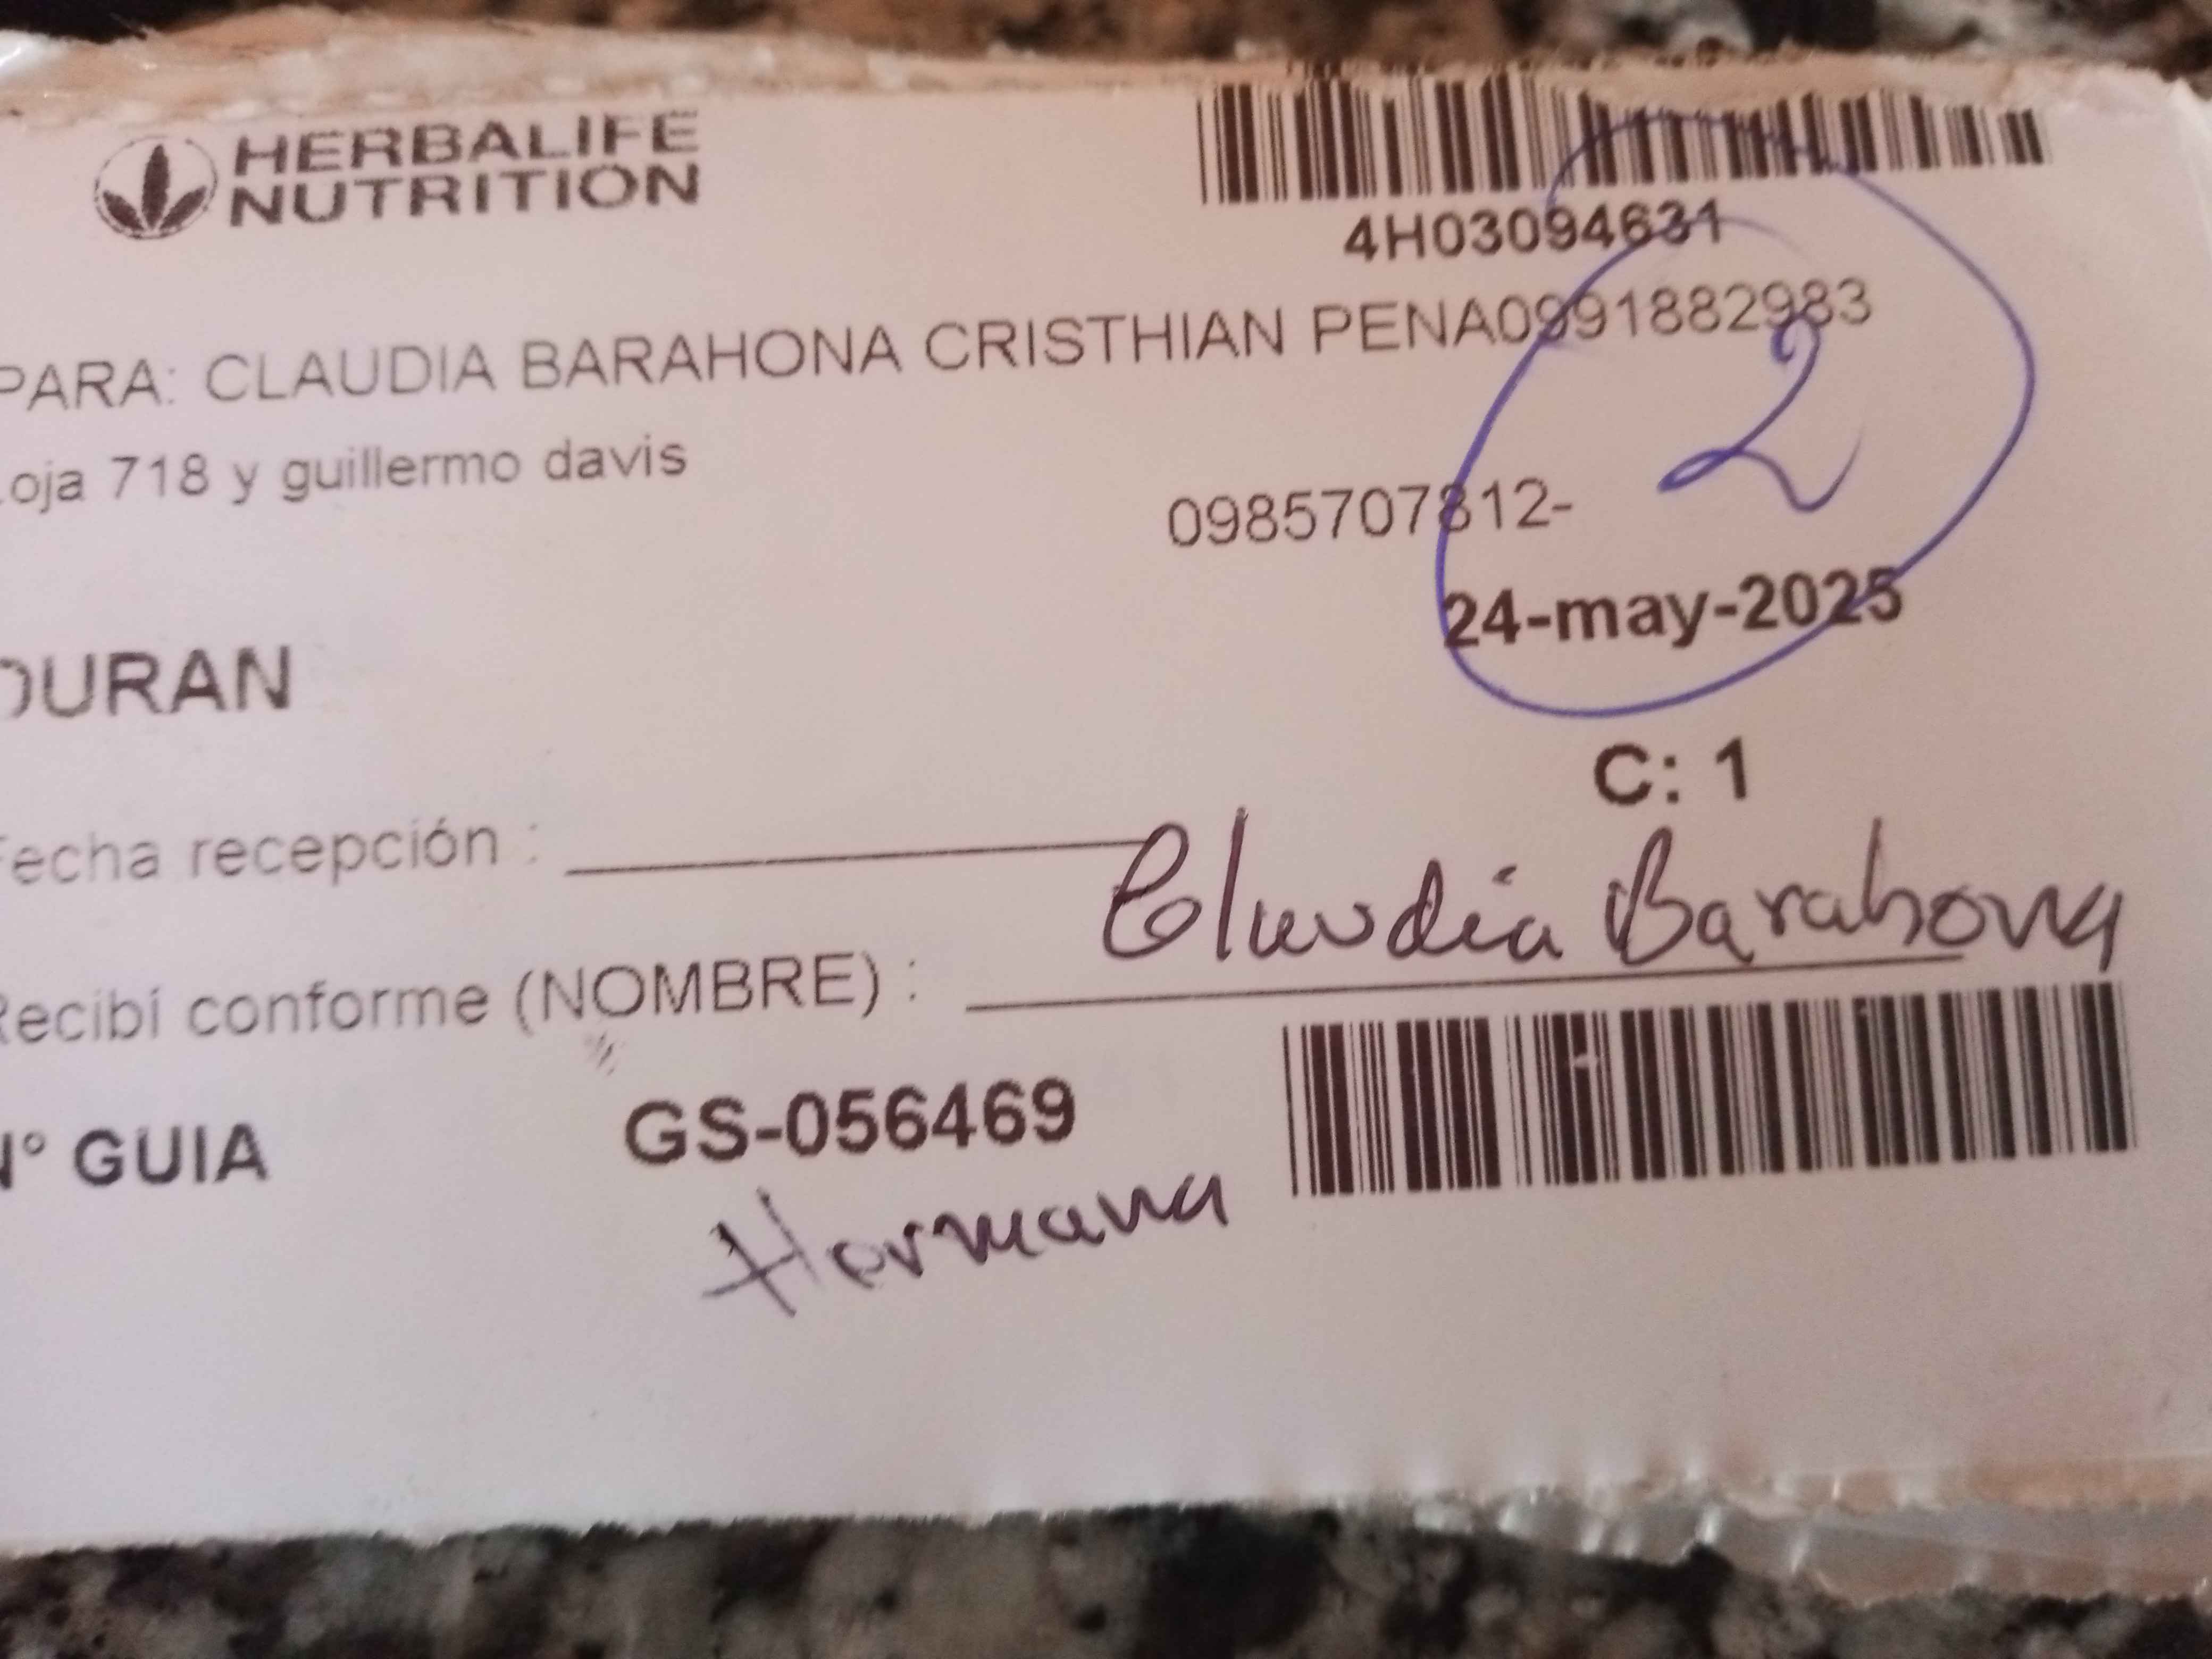 HERBALIFE
NUTRITION
4H03094631
PARA: CLAUDIA BARAHONA CRISTHIAN PENA0991882983
Loja 718 y guillermo davis
2
0985707812-
24-may-2025
DURAN
C: 1
Fecha recepción :
Claudia Barahona
Recibí conforme (NOMBRE) :
N° GUIA GS-056469
Hermana